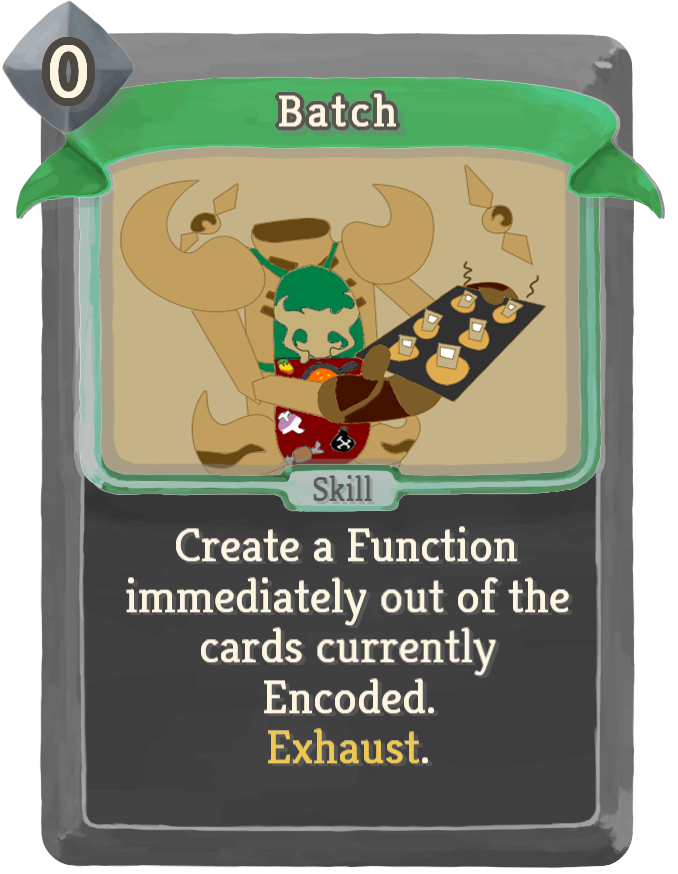 0
Batch
Skill
Create a Function
immediately out of the
cards currently
Encoded.
Exhaust.